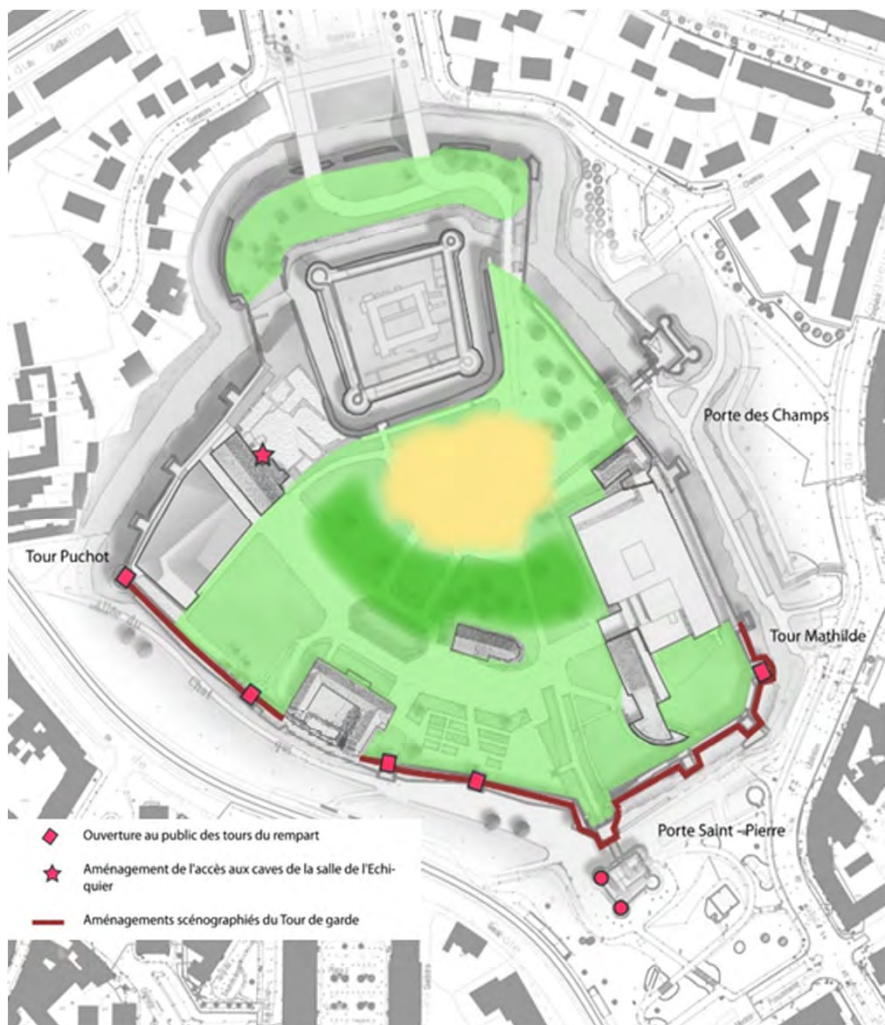 Porte des Champs
Tour Puchot
Tour Mathilde
Porte Saint -Pierre
Ouverture au public des tours du rempart
Aménagement de l'accès aux caves de la salle de l'Echi-
quier
Aménagements scénographiés du Tour de garde